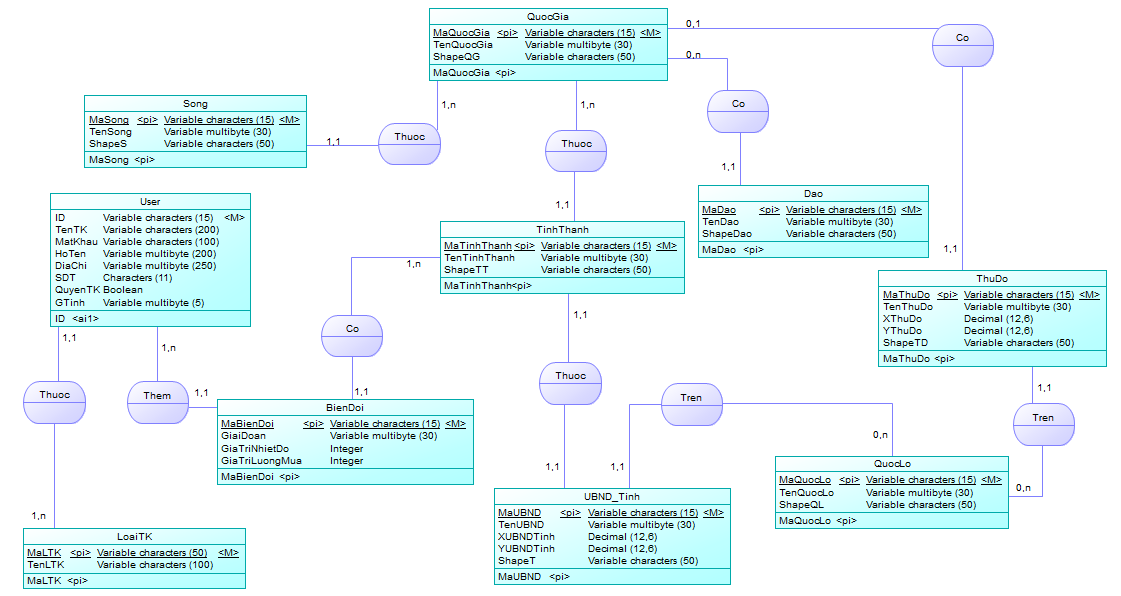 QuocGia
MaQuocGia <pi> Variable characters (15) <M>
TenQuocGia Variable multibyte (30)
ShapeQG Variable characters (50)
MaQuocGia <pi>
0,1
Co
0,n
Co
1,n
1,n
Song
MaSong <pi> Variable characters (15) <M>
TenSong Variable multibyte (30)
ShapeS Variable characters (50)
MaSong <pi>
1,1
Thuoc
Thuoc
1,1
1,1
User
ID Variable characters (15) <M>
TenTK Variable characters (200)
MatKhau Variable characters (100)
HoTen Variable multibyte (200)
DiaChi Variable multibyte (250)
SDT Characters (11)
QuyenTK Boolean
GTinh Variable multibyte (5)
ID <ai1>
Dao
MaDao <pi> Variable characters (15) <M>
TenDao Variable multibyte (30)
ShapeDao Variable characters (50)
MaDao <pi>
TinhThanh
MaTinhThanh <pi> Variable characters (15) <M>
TenTinhThanh Variable multibyte (30)
ShapeTT Variable characters (50)
MaTinhThanh<pi>
1,n
1,1
1,1
ThuDo
MaThuDo <pi> Variable characters (15) <M>
TenThuDo Variable multibyte (30)
XThuDo Decimal (12,6)
YThuDo Decimal (12,6)
ShapeTD Variable characters (50)
MaThuDo <pi>
1,1
1,n
Co
Thuoc
Them
1,1
1,1
Thuoc
Tren
1,1
Tren
BienDoi
MaBienDoi <pi> Variable characters (15) <M>
GiaiDoan Variable multibyte (30)
GiaTriNhietDo Integer
GiaTriLuongMua Integer
MaBienDoi <pi>
0,n
1,1
1,1
QuocLo
MaQuocLo <pi> Variable characters (15) <M>
TenQuocLo Variable multibyte (30)
ShapeQL Variable characters (50)
MaQuocLo <pi>
0,n
UBND_Tinh
MaUBND <pi> Variable characters (15) <M>
TenUBND Variable multibyte (30)
XUBNDTinh Decimal (12,6)
YUBNDTinh Decimal (12,6)
ShapeT Variable characters (50)
MaUBND <pi>
1,n
LoaiTK
MaLTK <pi> Variable characters (50) <M>
TenLTK Variable characters (100)
MaLTK <pi>